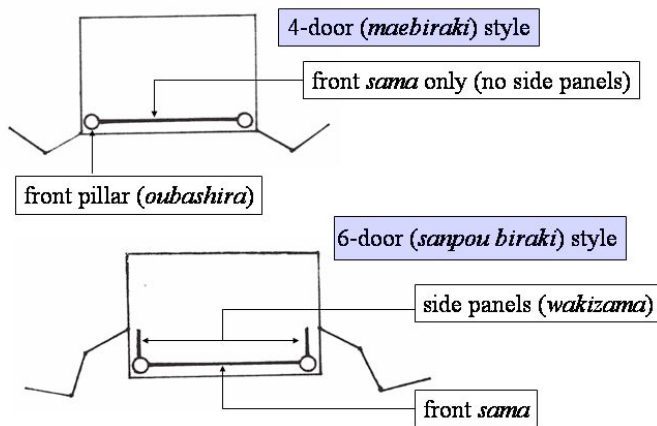 4-door (maebiraki) style
front sama only (no side panels)
front pillar (oubashira)
6-door (sanpou biraki) style
side panels (wakizama)
front sama